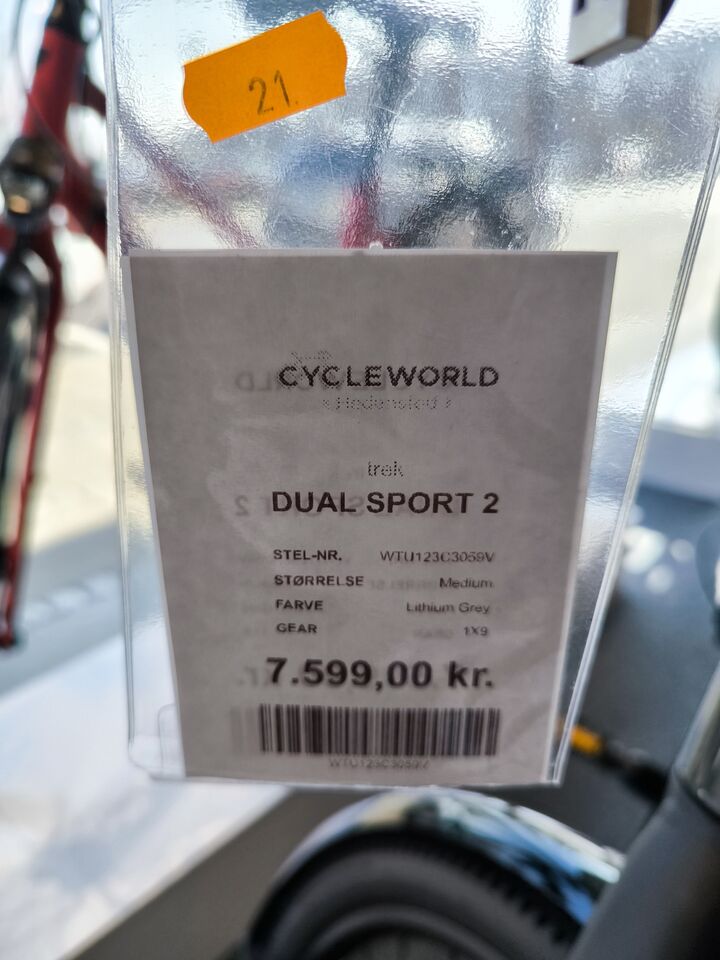 21.
CYCLEWORLD
Hedensted
trek
DUAL SPORT 2
STEL-NR. WTU123C3059V
STØRRELSE Medium
FARVE Lithium Grey
GEAR 1X9
7.599,00 kr.
WTU123C3059V